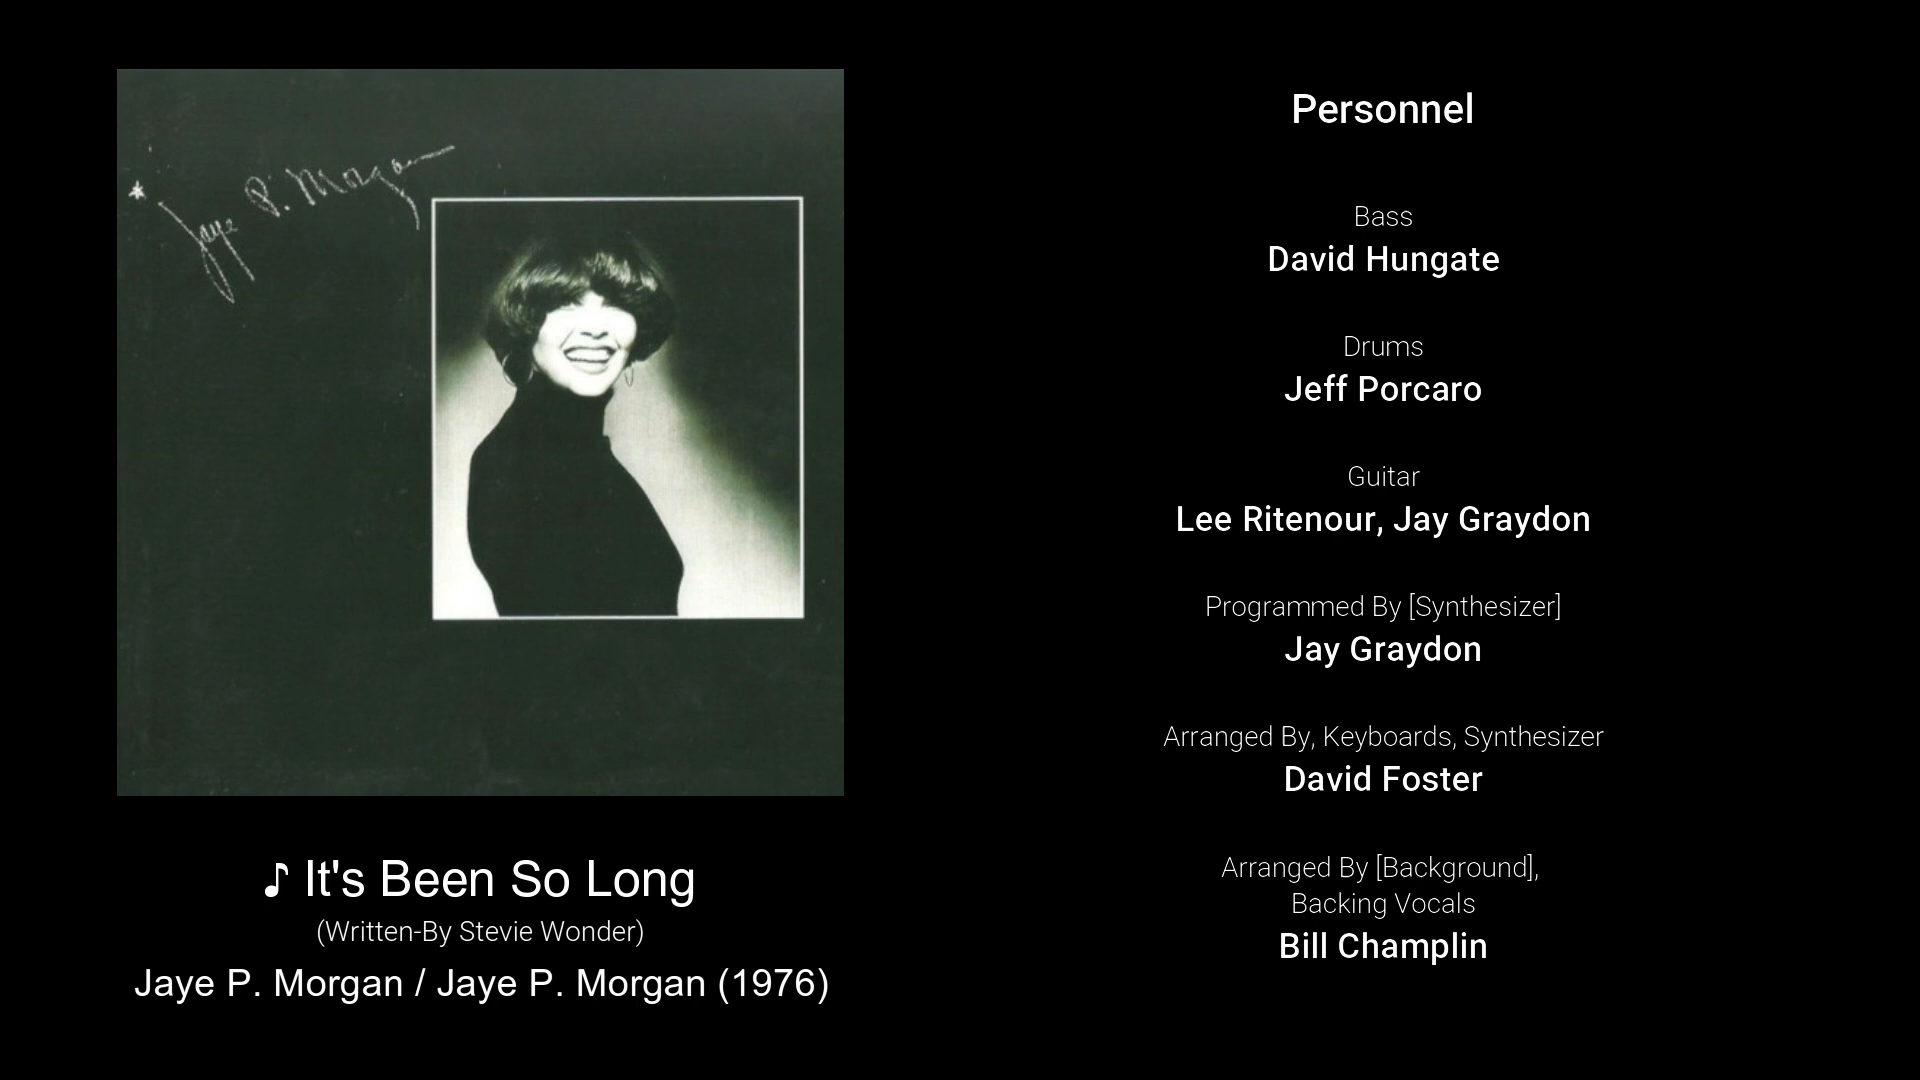 Jaye P. Morgan
♪ It's Been So Long
(Written-By Stevie Wonder)
Jaye P. Morgan / Jaye P. Morgan (1976)
Personnel
Bass
David Hungate
Drums
Jeff Porcaro
Guitar
Lee Ritenour, Jay Graydon
Programmed By [Synthesizer]
Jay Graydon
Arranged By, Keyboards, Synthesizer
David Foster
Arranged By [Background],
Backing Vocals
Bill Champlin